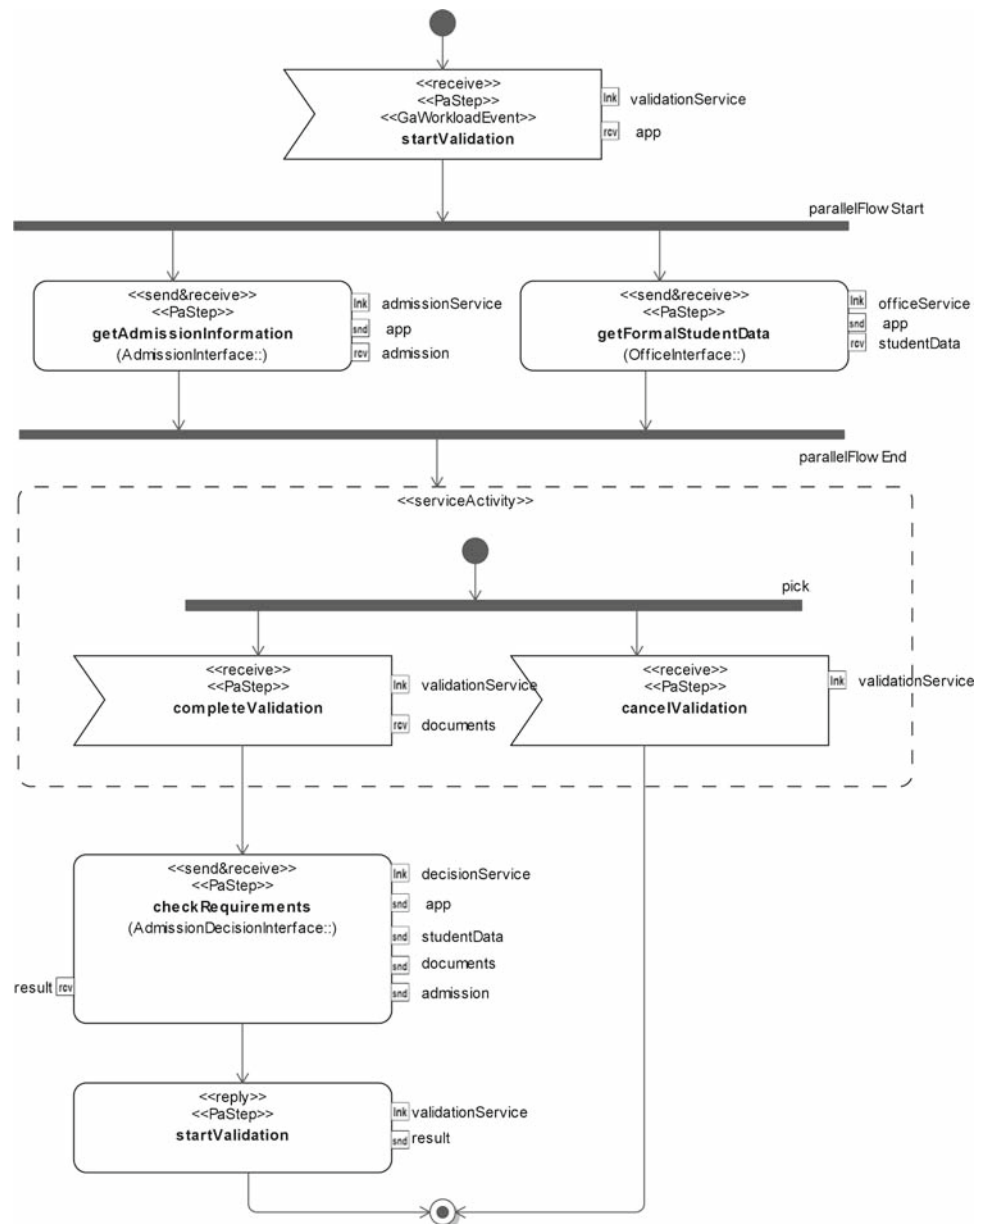 <<receive>>
<<PaStep>>
<<GaWorkloadEvent>>
startValidation
lnk validationService
rcv app
parallelFlow Start
<<send&receive>>
<<PaStep>>
getAdmissionInformation
(AdmissionInterface::)
lnk admissionService
snd app
rcv admission
<<send&receive>>
<<PaStep>>
getFormalStudentData
(OfficeInterface::)
lnk officeService
snd app
rcv studentData
parallelFlow End
<<serviceActivity>>
pick
<<receive>>
<<PaStep>>
completeValidation
lnk validationService
rcv documents
<<receive>>
<<PaStep>>
cancelValidation
lnk validationService
<<send&receive>>
<<PaStep>>
checkRequirements
(AdmissionDecisionInterface::)
lnk decisionService
snd app
snd studentData
snd documents
snd admission
result rcv
<<reply>>
<<PaStep>>
startValidation
lnk validationService
snd result